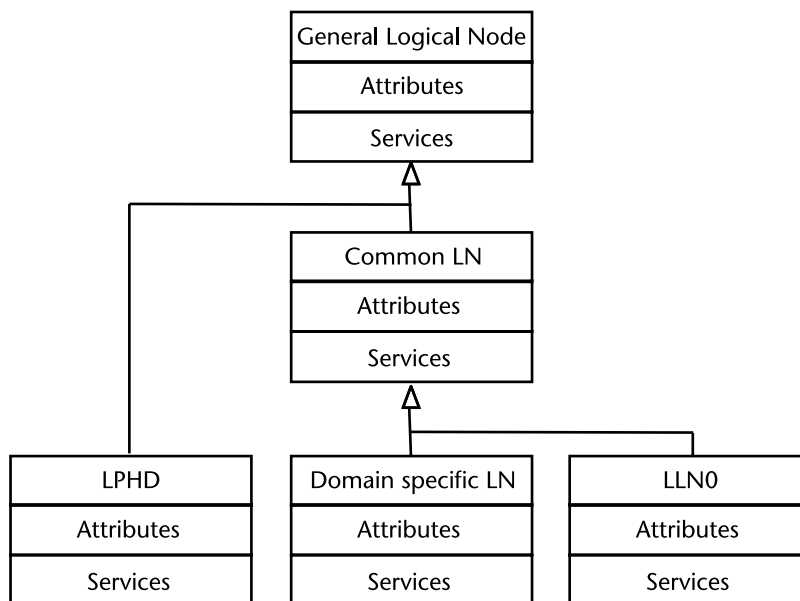 General Logical Node
Attributes
Services
Common LN
Attributes
Services
LPHD
Attributes
Services
Domain specific LN
Attributes
Services
LLN0
Attributes
Services